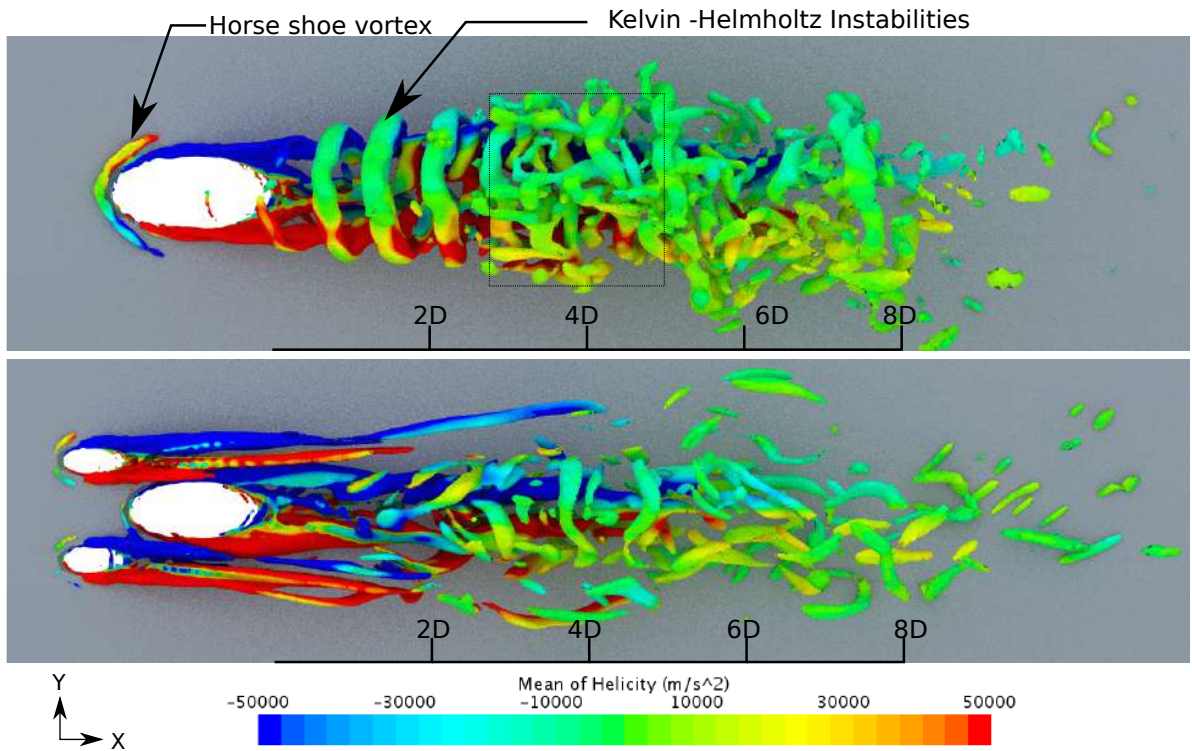 Horse shoe vortex
Kelvin -Helmholtz Instabilities
2D 4D 6D 8D
2D 4D 6D 8D
Y
X
Mean of Helicity (m/s^2)
-50000 -30000 -10000 10000 30000 50000